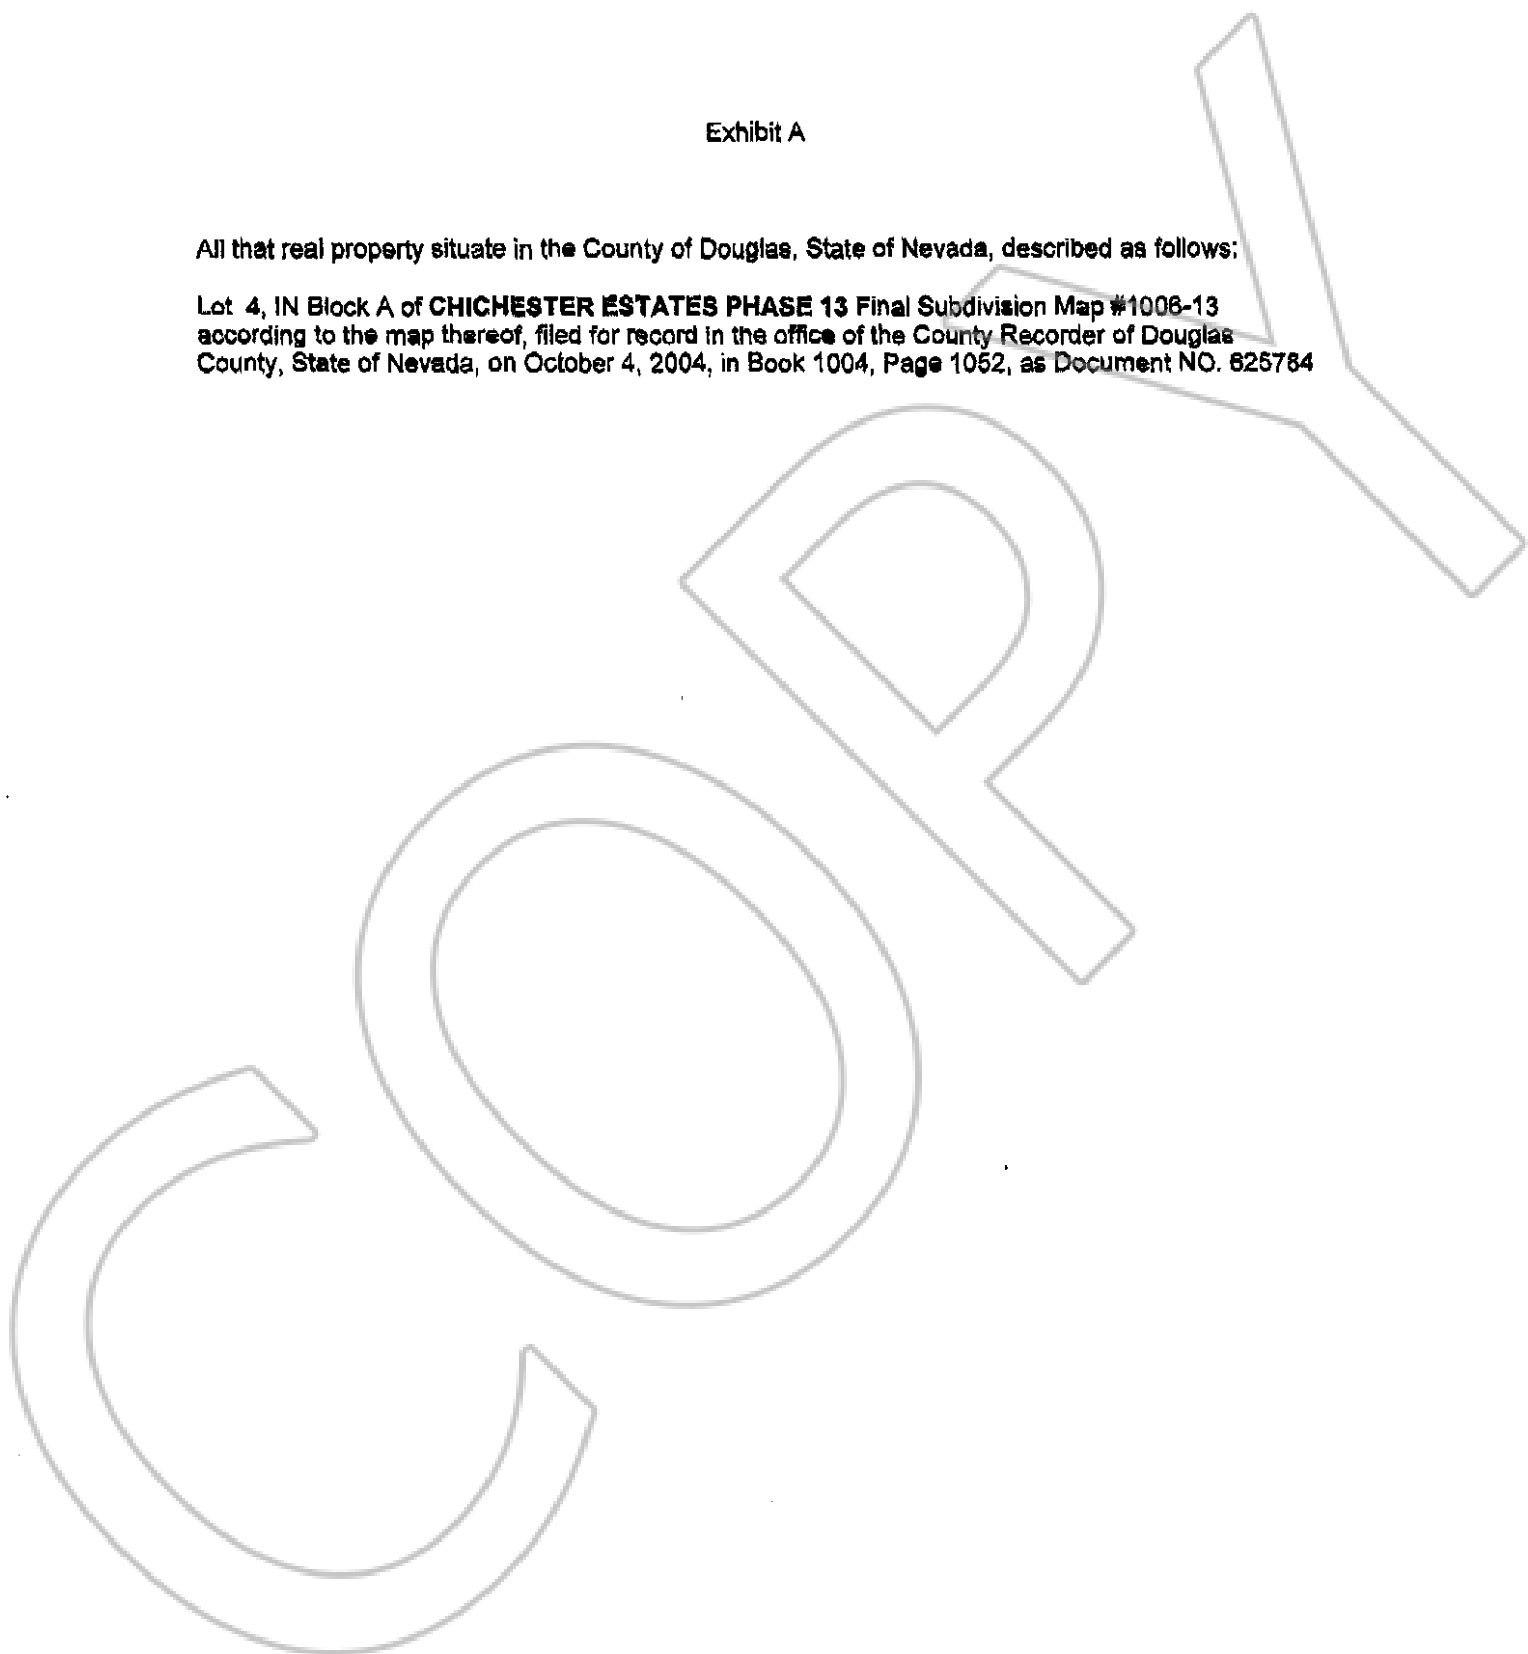 Exhibit A
All that real property situate in the County of Douglas, State of Nevada, described as follows:
Lot 4, IN Block A of CHICHESTER ESTATES PHASE 13 Final Subdivision Map #1006-13
according to the map thereof, filed for record in the office of the County Recorder of Douglas
County, State of Nevada, on October 4, 2004, in Book 1004, Page 1052, as Document NO. 625784
COPY